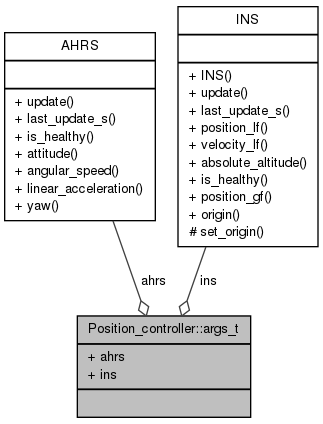 AHRS
+ update()
+ last_update_s()
+ is_healthy()
+ attitude()
+ angular_speed()
+ linear_acceleration()
+ yaw()
INS
+ INS()
+ update()
+ last_update_s()
+ position_lf()
+ velocity_lf()
+ absolute_altitude()
+ is_healthy()
+ position_gf()
+ origin()
# set_origin()
ahrs
ins
Position_controller::args_t
+ ahrs
+ ins